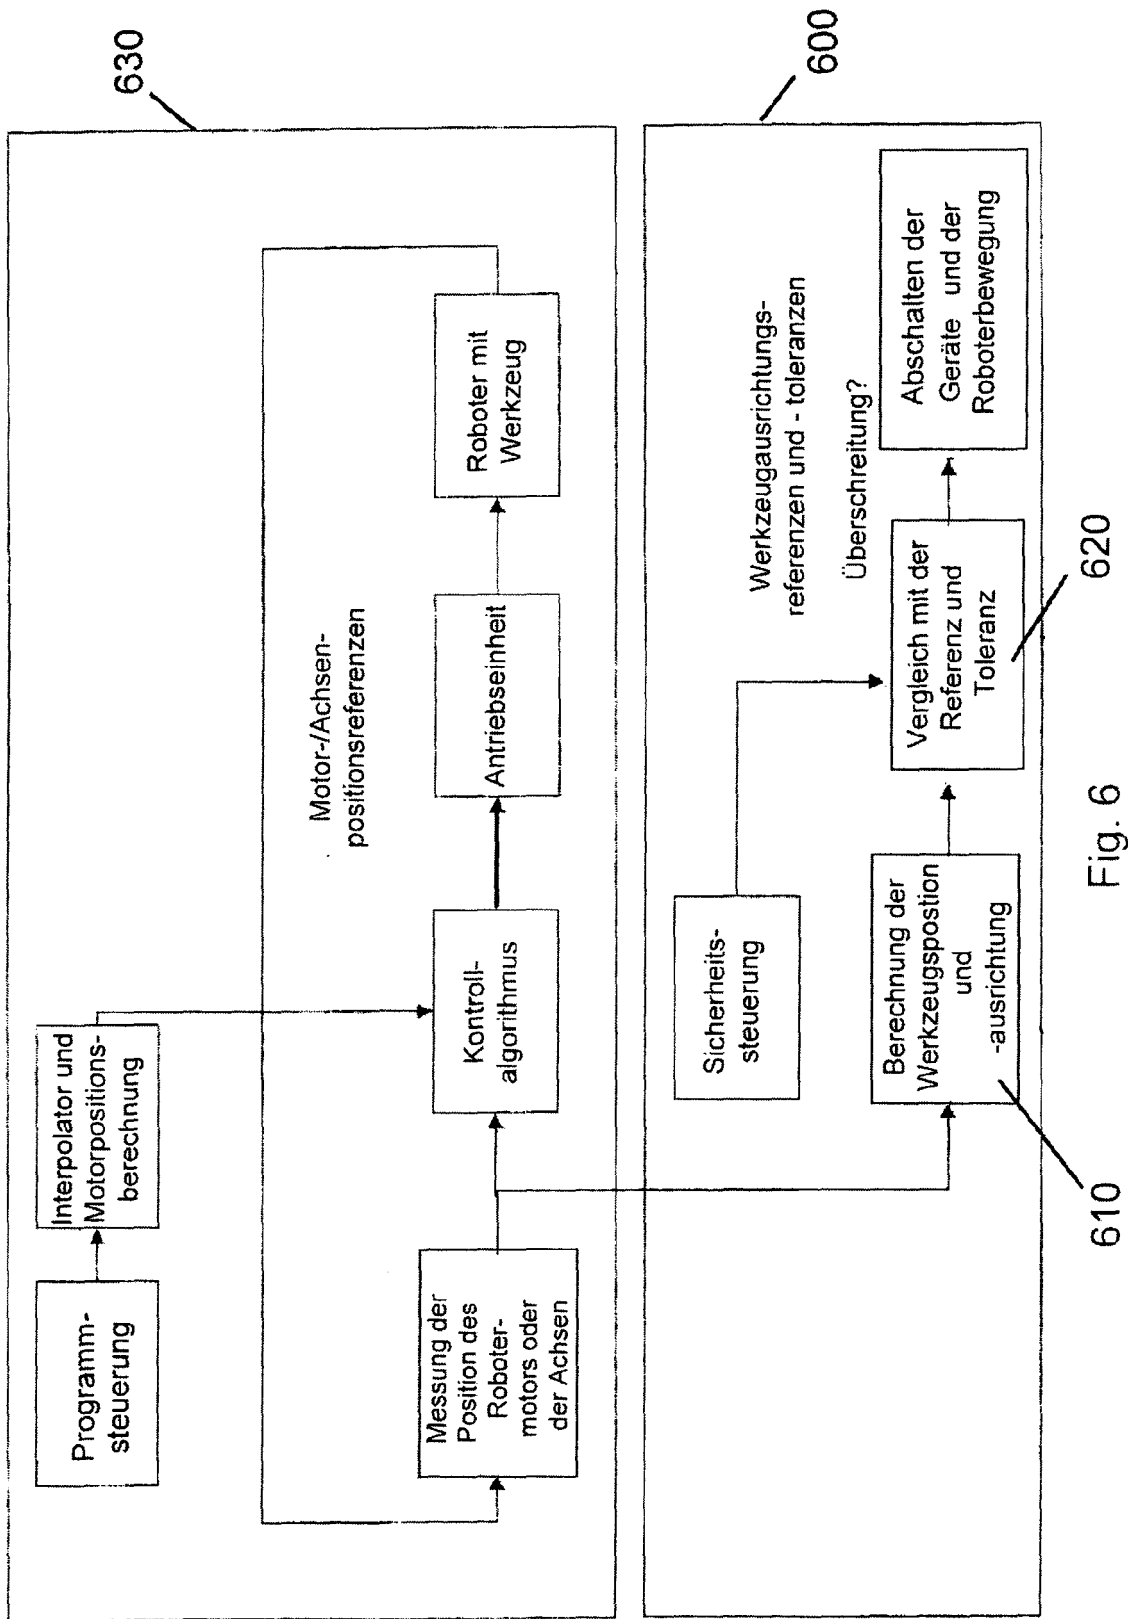 630
Programm-
steuerung
Interpolator und
Motorpositions-
berechnung
Motor-/Achsen-
positionsreferenzen
Messung der
Position des
Roboter-
motors oder
der Achsen
Kontroll-
algorithmus
Antriebseinheit
Roboter mit
Werkzeug
600
Sicherheits-
steuerung
Werkzeugausrichtungs-
referenzen und - toleranzen
Überschreitung?
Berechnung der
Werkzeugspostion
und
-ausrichtung
Vergleich mit der
Referenz und
Toleranz
Abschalten der
Geräte und der
Roboterbewegung
610
620
Fig. 6